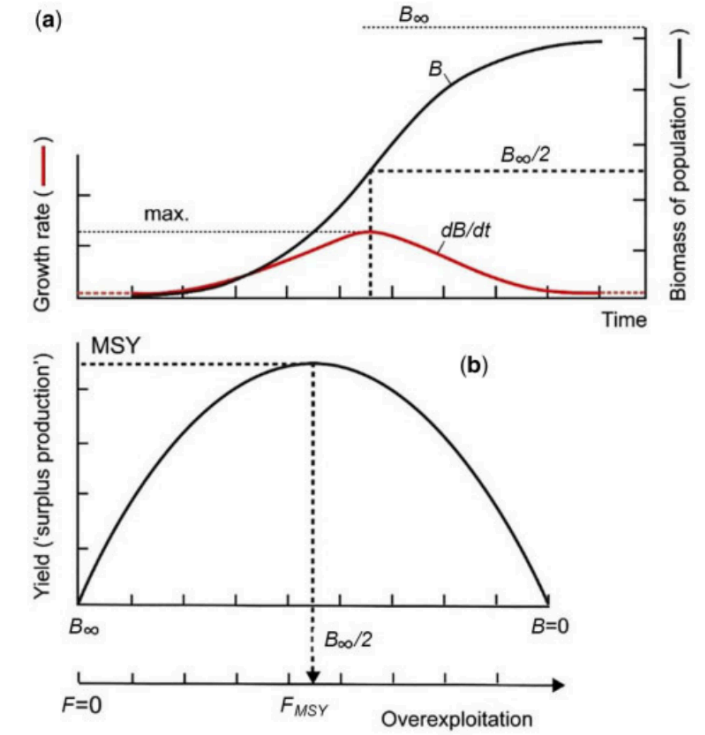 (a)
B∞
B
Growth rate (—)
Biomass of population (—)
B∞/2
max.
dB/dt
Time
MSY
(b)
Yield (‘surplus production’)
B∞
B∞/2
B=0
F=0
FMSY
Overexploitation